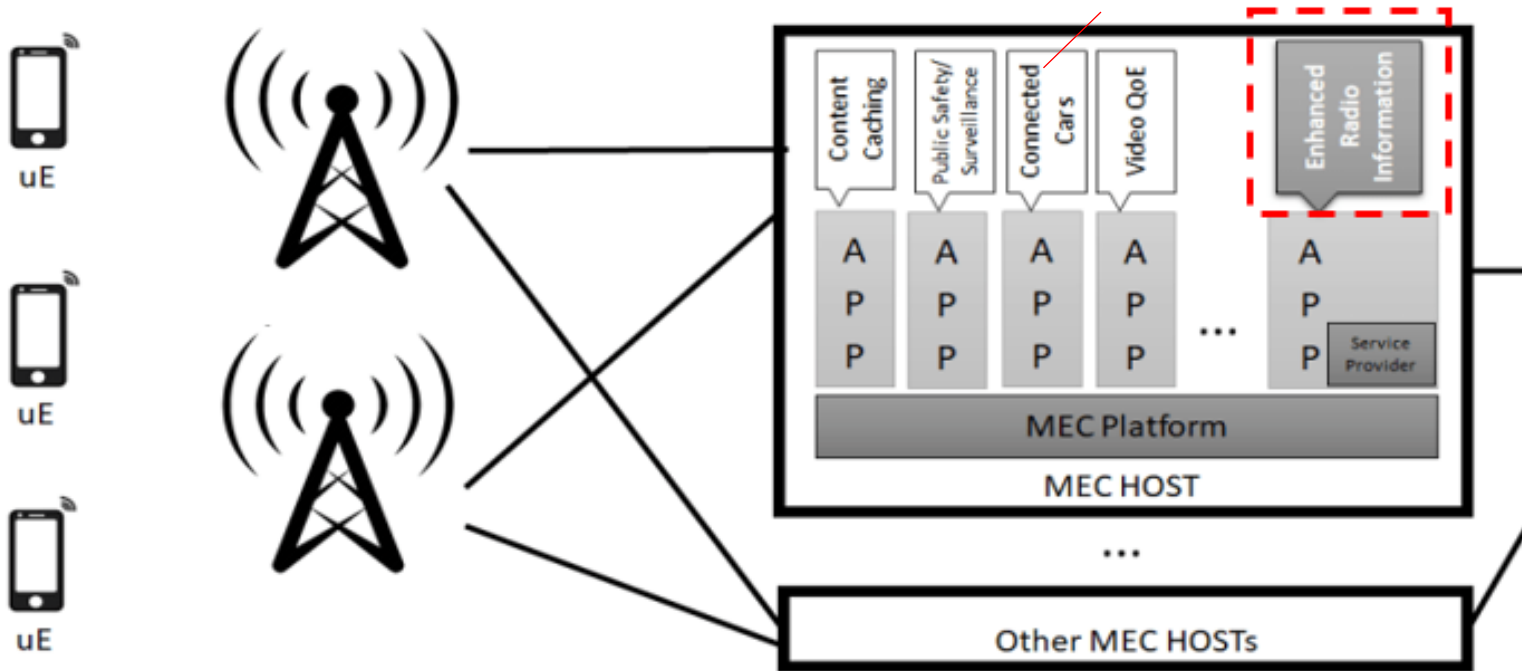 uE
uE
uE
Content
Caching
Public Safety/
Surveillance
Connected
Cars
Video QoE
Enhanced
Radio
Information
A
P
P
A
P
P
A
P
P
A
P
P
...
A
P
P
Service
Provider
MEC Platform
MEC HOST
...
Other MEC HOSTs